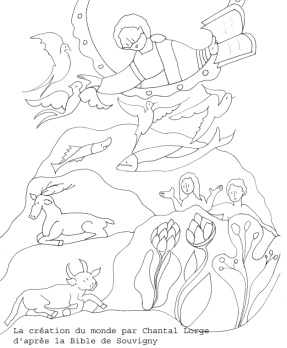 La création du monde par Chantal Lorge
d'après la Bible de Souvigny